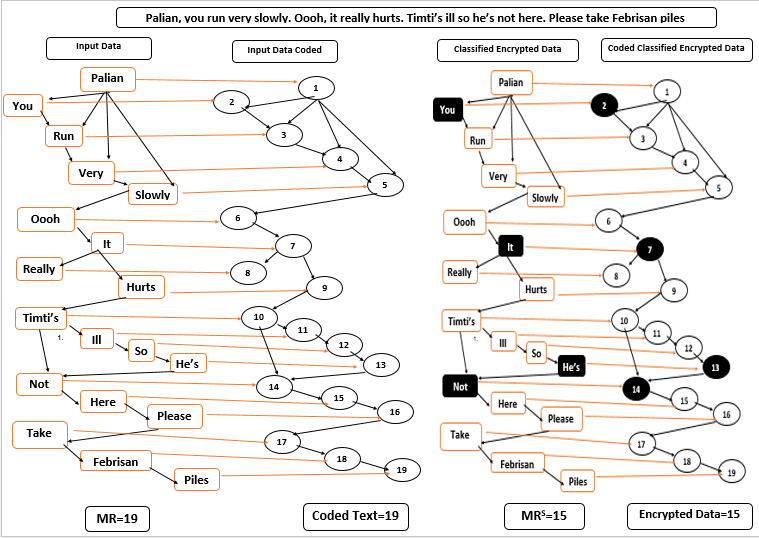 Palian, you run very slowly. Oooh, it really hurts. Timti's ill so he's not here. Please take Febrisan piles
Input Data
Input Data Coded
Classified Encrypted Data
Coded Classified Encrypted Data
Palian
1
You
2
Run
3
Very
4
Slowly
5
Oooh
6
It
7
Really
8
Hurts
9
Timti's
10
1.
Ill
11
So
12
He's
13
Not
14
Here
15
Please
16
Take
17
Febrisan
18
Piles
19
MR=19
Coded Text=19
Palian
1
You
2
Run
3
Very
4
Slowly
5
Oooh
6
It
7
Really
8
Hurts
9
Timti's
10
1.
Ill
11
So
12
He's
13
Not
14
Here
15
Please
16
Take
17
Febrisan
18
Piles
19
MRˢ=15
Encrypted Data=15